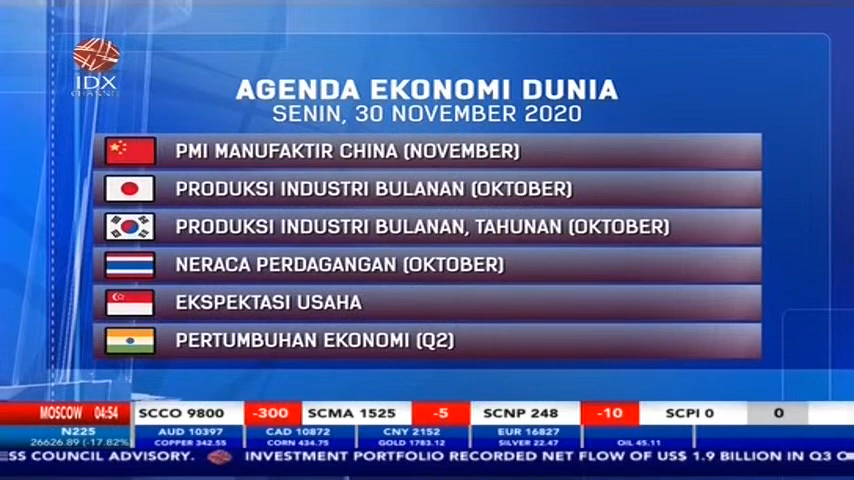 IDX
CHANNEL
AGENDA EKONOMI DUNIA
SENIN, 30 NOVEMBER 2020
PMI MANUFAKTIR CHINA (NOVEMBER)
PRODUKSI INDUSTRI BULANAN (OKTOBER)
PRODUKSI INDUSTRI BULANAN, TAHUNAN (OKTOBER)
NERACA PERDAGANGAN (OKTOBER)
EKSPEKTASI USAHA
PERTUMBUHAN EKONOMI (Q2)
MOSCOW 04:54 SCCO 9800 -300 SCMA 1525 -5 SCNP 248 -10 SCPI 0 0
N225 AUD 10397 CAD 10872 CNY 2152 EUR 16827
26626.89 (-17.82%) COPPER 342.55 CORN 434.75 GOLD 1783.12 SILVER 22.47 OIL 45.11
ESS COUNCIL ADVISORY. INVESTMENT PORTFOLIO RECORDED NET FLOW OF US$ 1.9 BILLION IN Q3 O